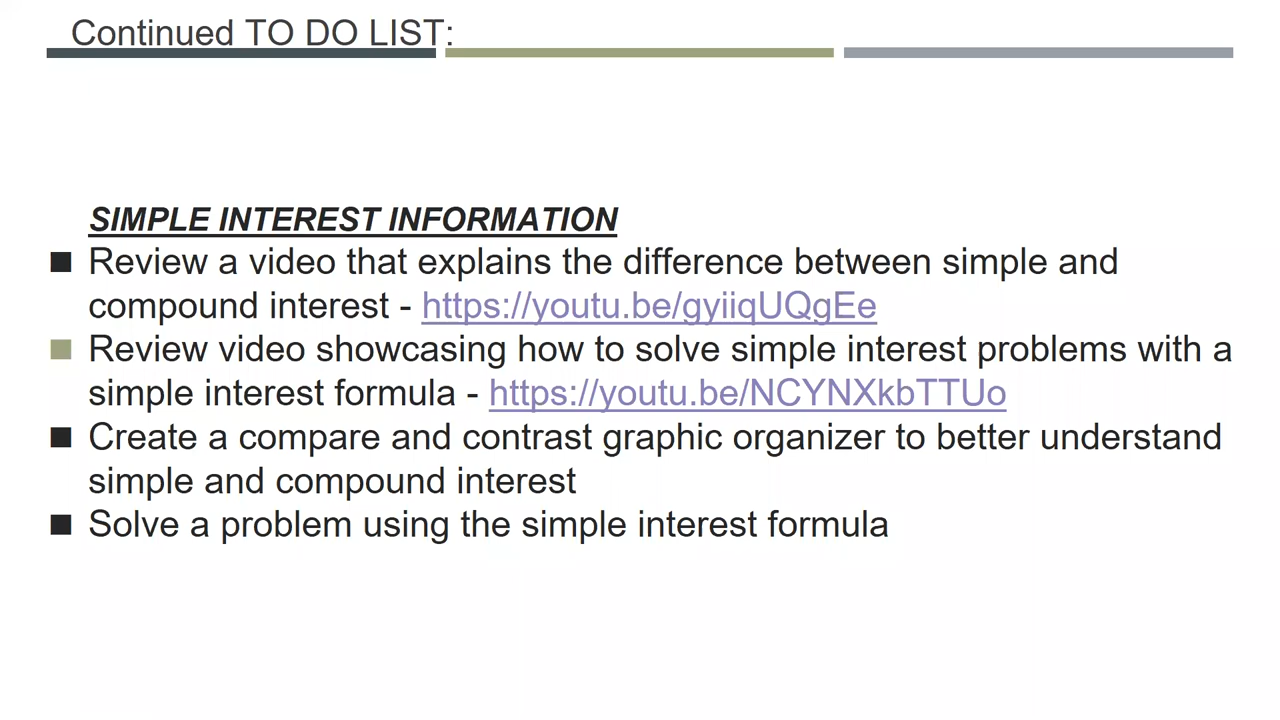 Continued TO DO LIST:
SIMPLE INTEREST INFORMATION
Review a video that explains the difference between simple and
compound interest - https://youtu.be/gyiiqUQgEe
Review video showcasing how to solve simple interest problems with a
simple interest formula - https://youtu.be/NCYNXkbTTUo
Create a compare and contrast graphic organizer to better understand
simple and compound interest
Solve a problem using the simple interest formula